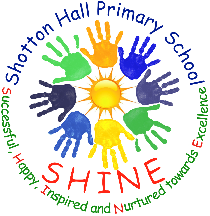 Shotton Hall Primary School
SHINE
Successful, Happy, Inspired and Nurtured towards Excellence